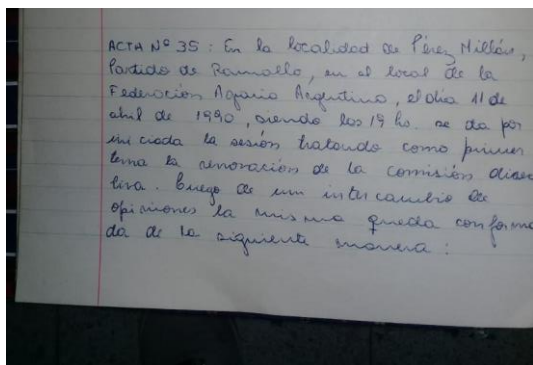 ACTA Nº 35: En la localidad de Pérez Millán,
Partido de Ramallo, en el local de la
Federación Agraria Argentina, el día 11 de
abril de 1990, siendo las 19 hs. se da por
iniciada la sesión tratando como primer
tema la renovación de la comisión direc
tiva. Luego de un intercambio de
opiniones la misma queda conforma
da de la siguiente manera: